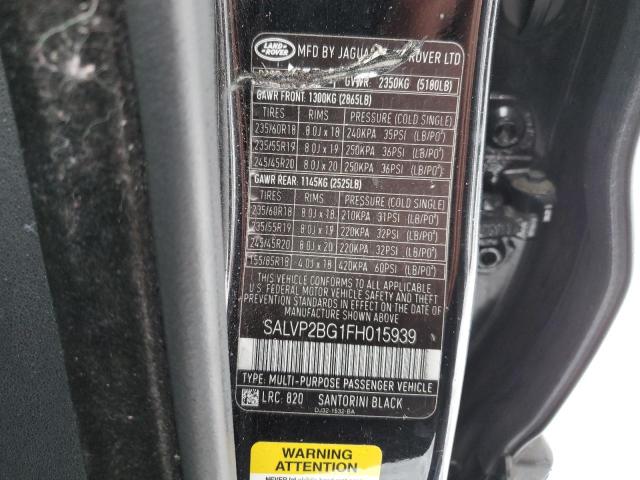 LAND ROVER
MFD BY JAGUAR ROVER LTD
GVWR: 2350KG (5180LB)
GAWR FRONT: 1300KG (2865LB)
TIRES RIMS PRESSURE (COLD SINGLE)
235/60R18 8.0J x 18 240KPA 35PSI (LB/PO²)
235/55R19 8.0J x 19 250KPA 36PSI (LB/PO²)
245/45R20 8.0J x 20 250KPA 36PSI (LB/PO²)
GAWR REAR: 1145KG (2525LB)
TIRES RIMS PRESSURE (COLD SINGLE)
235/60R18 8.0J x 18 210KPA 31PSI (LB/PO²)
235/55R19 8.0J x 19 220KPA 32PSI (LB/PO²)
245/45R20 8.0J x 20 220KPA 32PSI (LB/PO²)
155/85R18 4.0J x 18 420KPA 60PSI (LB/PO²)
THIS VEHICLE CONFORMS TO ALL APPLICABLE
U.S. FEDERAL MOTOR VEHICLE SAFETY AND THEFT
PREVENTION STANDARDS IN EFFECT ON THE DATE OF
MANUFACTURE SHOWN ABOVE
SALVP2BG1FH015939
TYPE: MULTI-PURPOSE PASSENGER VEHICLE
LRC: 820 SANTORINI BLACK
DJ32-1532-BA
WARNING
ATTENTION
NEVER